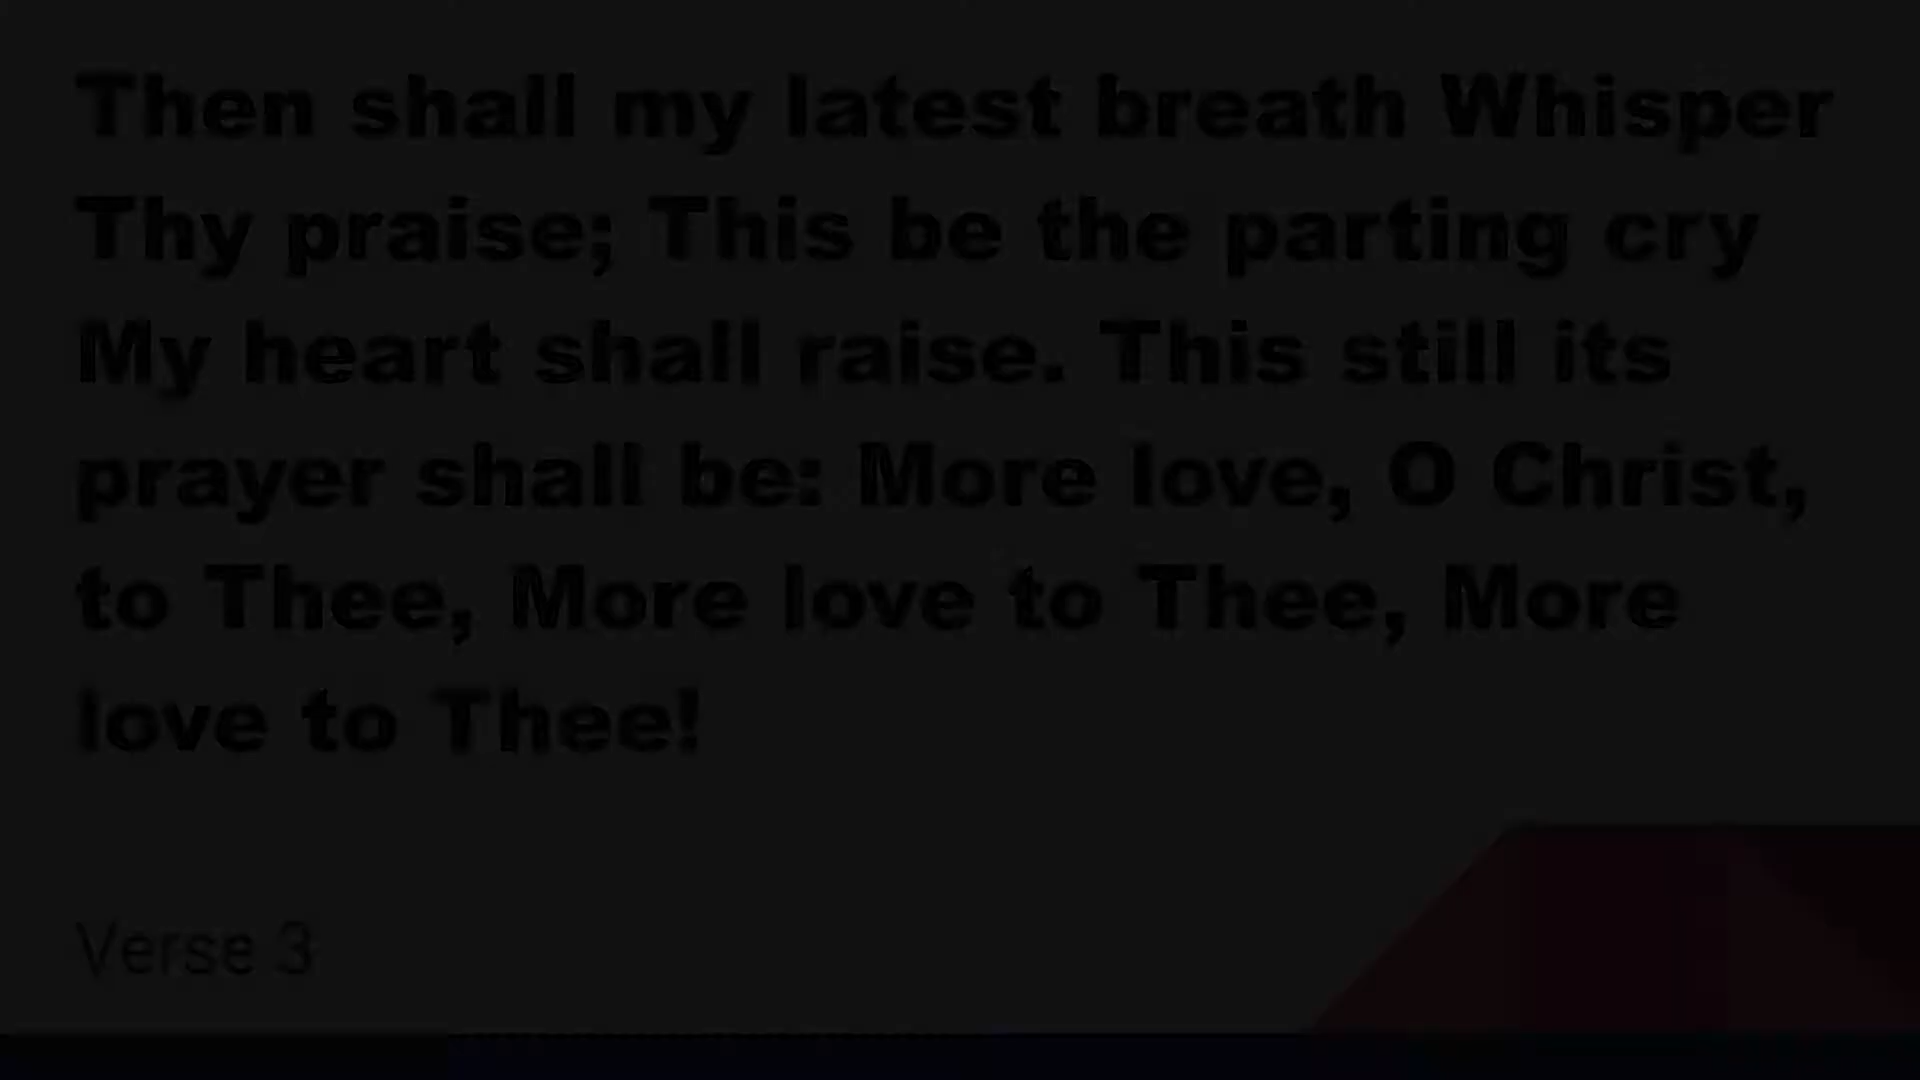 Then shall my latest breath Whisper
Thy praise; This be the parting cry
My heart shall raise. This still its
prayer shall be: More love, O Christ,
to Thee, More love to Thee, More
love to Thee!
Verse 3